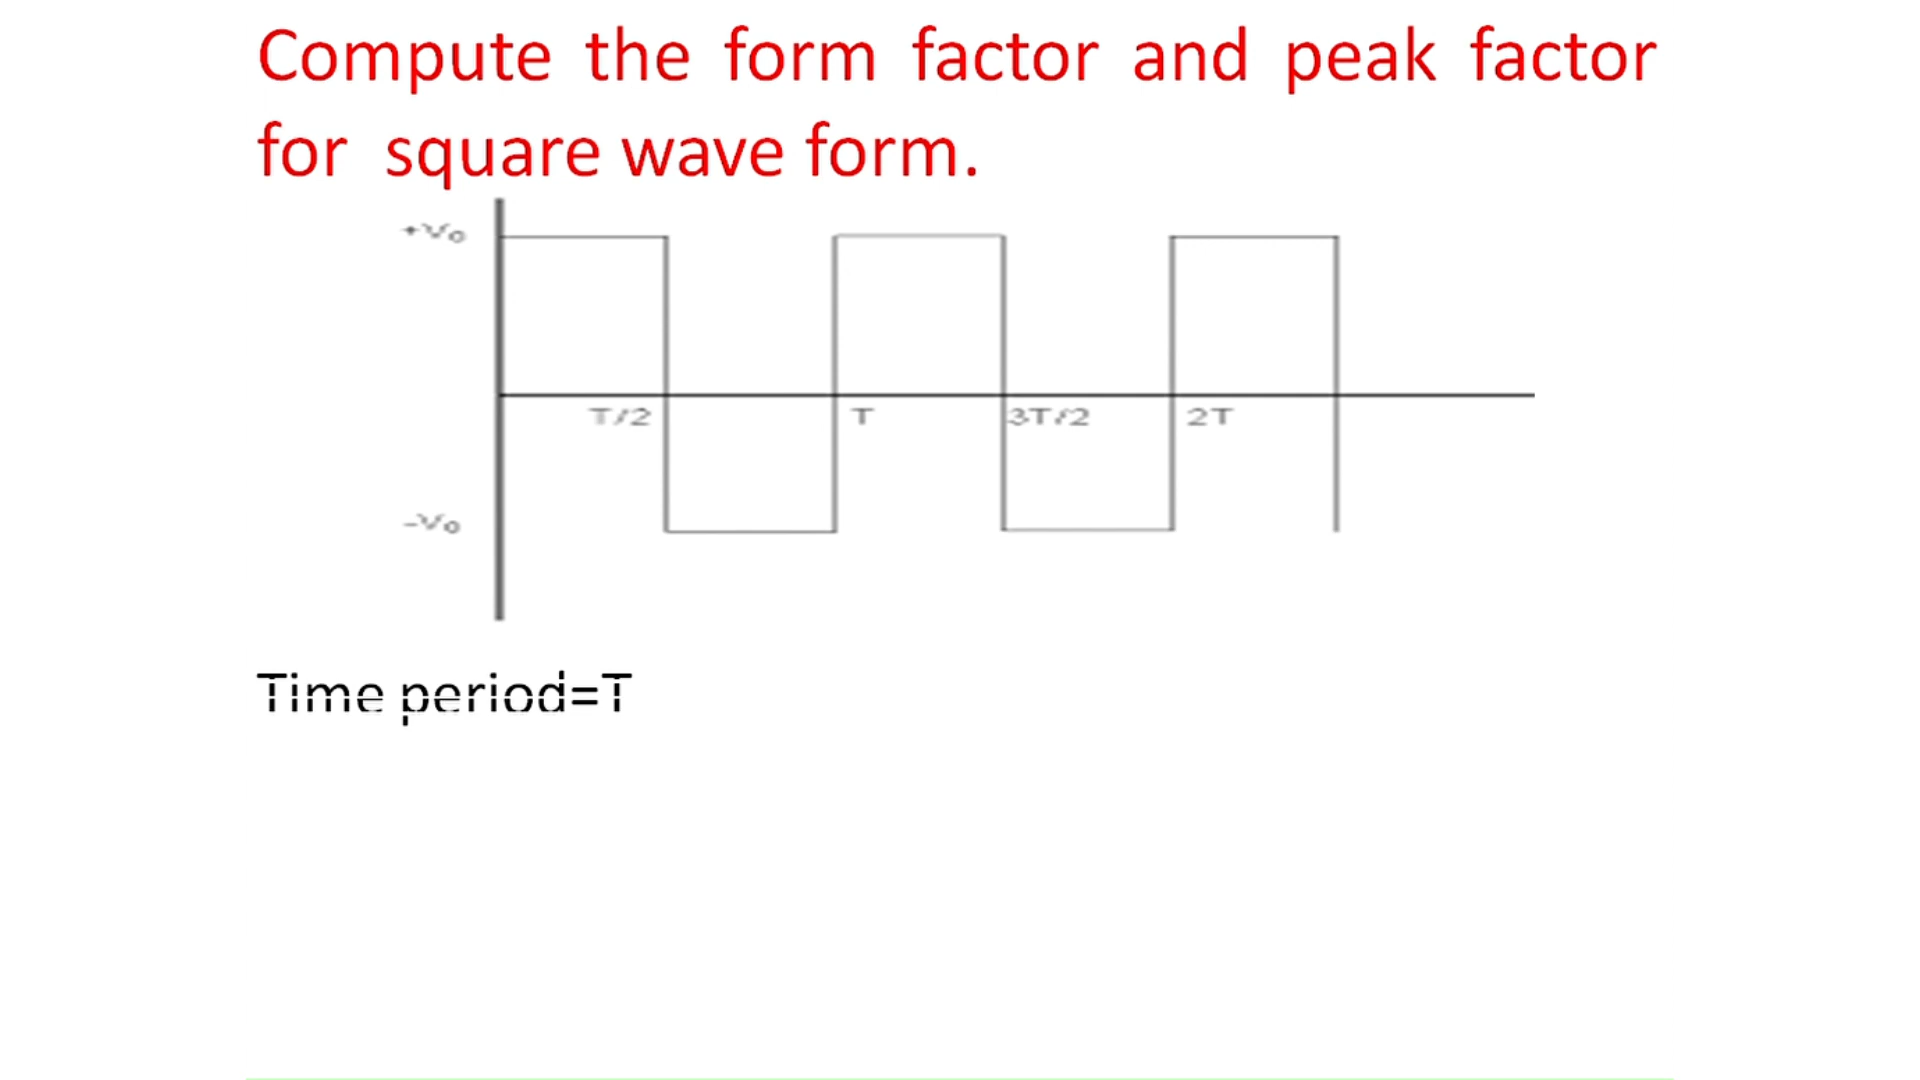 Compute the form factor and peak factor
for square wave form.
+Vo
T/2 T 3T/2 2T
-Vo
Time period=T